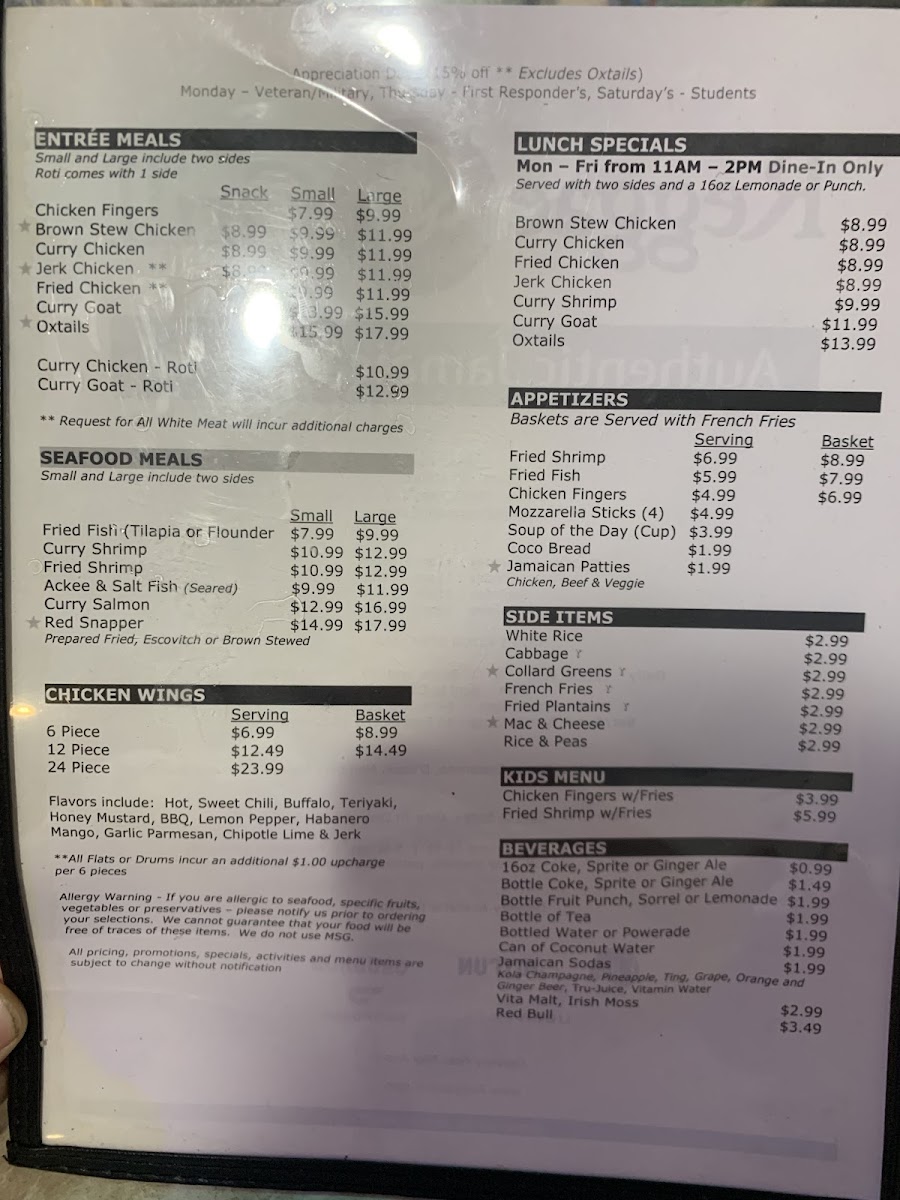 Appreciation 5% off ** Excludes Oxtails)
Monday – Veteran/Military, Thursday - First Responder's, Saturday's - Students
ENTRÉE MEALS
Small and Large include two sides
Roti comes with 1 side
Snack Small Large
Chicken Fingers $7.99 $9.99
Brown Stew Chicken $8.99 $9.99 $11.99
Curry Chicken $8.99 $9.99 $11.99
Jerk Chicken ** $11.99
Fried Chicken ** $11.99
Curry Goat $15.99
Oxtails $15.99 $17.99
Curry Chicken - Roti $10.99
Curry Goat - Roti $12.99
** Request for All White Meat will incur additional charges
SEAFOOD MEALS
Small and Large include two sides
Small Large
Fried Fish (Tilapia or Flounder $7.99 $9.99
Curry Shrimp $10.99 $12.99
Fried Shrimp $10.99 $12.99
Ackee & Salt Fish (Seared) $9.99 $11.99
Curry Salmon $12.99 $16.99
Red Snapper $14.99 $17.99
Prepared Fried, Escovitch or Brown Stewed
CHICKEN WINGS
Serving Basket
6 Piece $6.99 $8.99
12 Piece $12.49 $14.49
24 Piece $23.99
Flavors include: Hot, Sweet Chili, Buffalo, Teriyaki,
Honey Mustard, BBQ, Lemon Pepper, Habanero
Mango, Garlic Parmesan, Chipotle Lime & Jerk
**All Flats or Drums incur an additional $1.00 upcharge
per 6 pieces
Allergy Warning - If you are allergic to seafood, specific fruits,
vegetables or preservatives – please notify us prior to ordering
your selections. We cannot guarantee that your food will be
free of traces of these items. We do not use MSG.
All pricing, promotions, specials, activities and menu items are
subject to change without notification
LUNCH SPECIALS
Mon – Fri from 11AM – 2PM Dine-In Only
Served with two sides and a 16oz Lemonade or Punch.
Brown Stew Chicken $8.99
Curry Chicken $8.99
Fried Chicken $8.99
Jerk Chicken $8.99
Curry Shrimp $9.99
Curry Goat $11.99
Oxtails $13.99
APPETIZERS
Baskets are Served with French Fries
Serving Basket
Fried Shrimp $6.99 $8.99
Fried Fish $5.99 $7.99
Chicken Fingers $4.99 $6.99
Mozzarella Sticks (4) $4.99
Soup of the Day (Cup) $3.99
Coco Bread $1.99
Jamaican Patties $1.99
Chicken, Beef & Veggie
SIDE ITEMS
White Rice $2.99
Cabbage $2.99
Collard Greens $2.99
French Fries $2.99
Fried Plantains $2.99
Mac & Cheese $2.99
Rice & Peas $2.99
KIDS MENU
Chicken Fingers w/Fries $3.99
Fried Shrimp w/Fries $5.99
BEVERAGES
16oz Coke, Sprite or Ginger Ale $0.99
Bottle Coke, Sprite or Ginger Ale $1.49
Bottle Fruit Punch, Sorrel or Lemonade $1.99
Bottle of Tea $1.99
Bottled Water or Powerade $1.99
Can of Coconut Water $1.99
Jamaican Sodas $1.99
Kola Champagne, Pineapple, Ting, Grape, Orange and
Ginger Beer, Tru-Juice, Vitamin Water
Vita Malt, Irish Moss $2.99
Red Bull $3.49